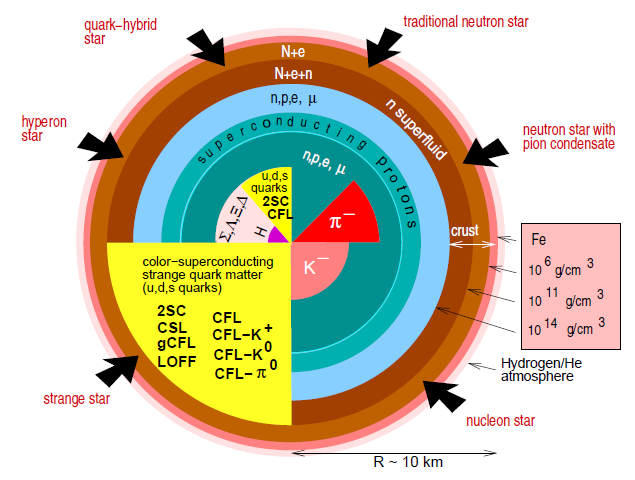 quark–hybrid
star
traditional neutron star
N+e
N+e+n
n,p,e, μ
n superfluid
hyperon
star
neutron star with
pion condensate
superconducting protons
n,p,e, μ
u,d,s
quarks
2SC
CFL
Σ,Λ,Ξ,Δ
H
π⁻
K⁻
crust
Fe
10⁶ g/cm³
10¹¹ g/cm³
10¹⁴ g/cm³
Hydrogen/He
atmosphere
color–superconducting
strange quark matter
(u,d,s quarks)
2SC
CSL
gCFL
LOFF
CFL
CFL–K⁺
CFL–K⁰
CFL–π⁰
strange star
nucleon star
R ~ 10 km